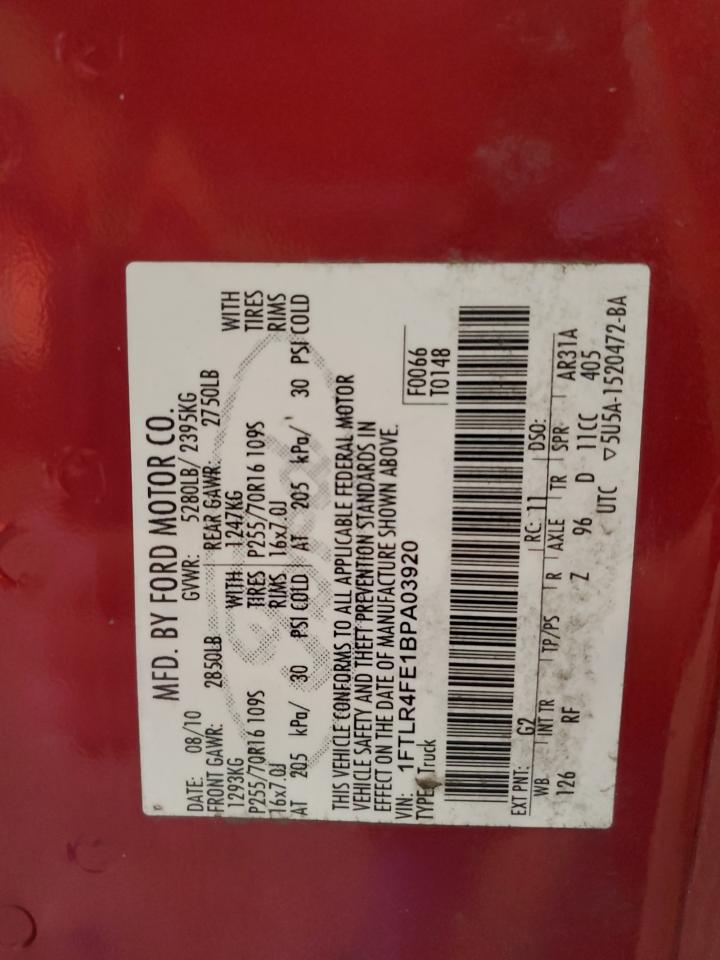 MFD. BY FORD MOTOR CO.
DATE: 08/10 GVWR: 5280LB/ 2395KG
FRONT GAWR: 2850LB REAR GAWR: 2750LB
1293KG WITH 1247KG WITH
P255/70R16 109S TIRES P255/70R16 109S TIRES
16x7.0J RIMS 16x7.0J RIMS
AT 205 kPa/ 30 PSI COLD AT 205 kPa/ 30 PSI COLD
THIS VEHICLE CONFORMS TO ALL APPLICABLE FEDERAL MOTOR
VEHICLE SAFETY AND THEFT PREVENTION STANDARDS IN
EFFECT ON THE DATE OF MANUFACTURE SHOWN ABOVE.
VIN: 1FTLR4FE1BPA03920 F0066
TYPE: Truck T0148
EXT PNT: G2 RC: 11 DSO:
WB INT TR TP/PS R AXLE TR SPR AR31A
126 RF Z 96 D 11CC 405
UTC ▽5U5A-1520472-BA